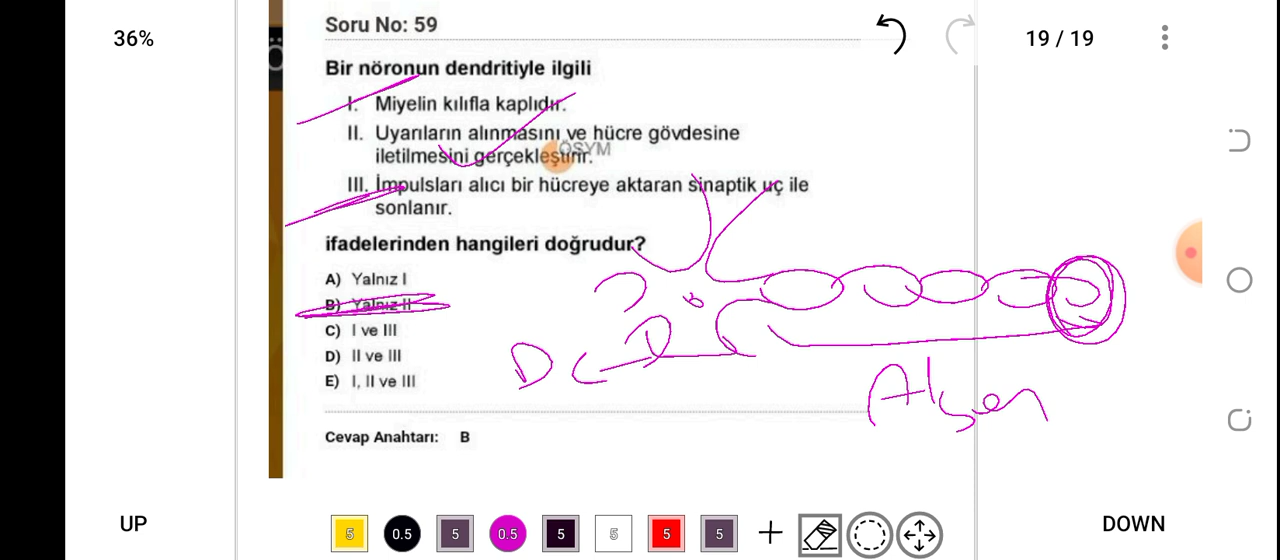 36%
Soru No: 59
19 / 19
Ö
Bir nöronun dendritiyle ilgili
I. Miyelin kılıfla kaplıdır.
II. Uyarıların alınmasını ve hücre gövdesine
iletilmesini gerçekleştirir.
ÖSYM
III. İmpulsları alıcı bir hücreye aktaran sinaptik uç ile
sonlanır.
ifadelerinden hangileri doğrudur?
A) Yalnız I
B) Yalnız II
C) I ve III
D) II ve III
E) I, II ve III
Cevap Anahtarı: B
UP
5 0.5 5 0.5 5 5 5 5
DOWN